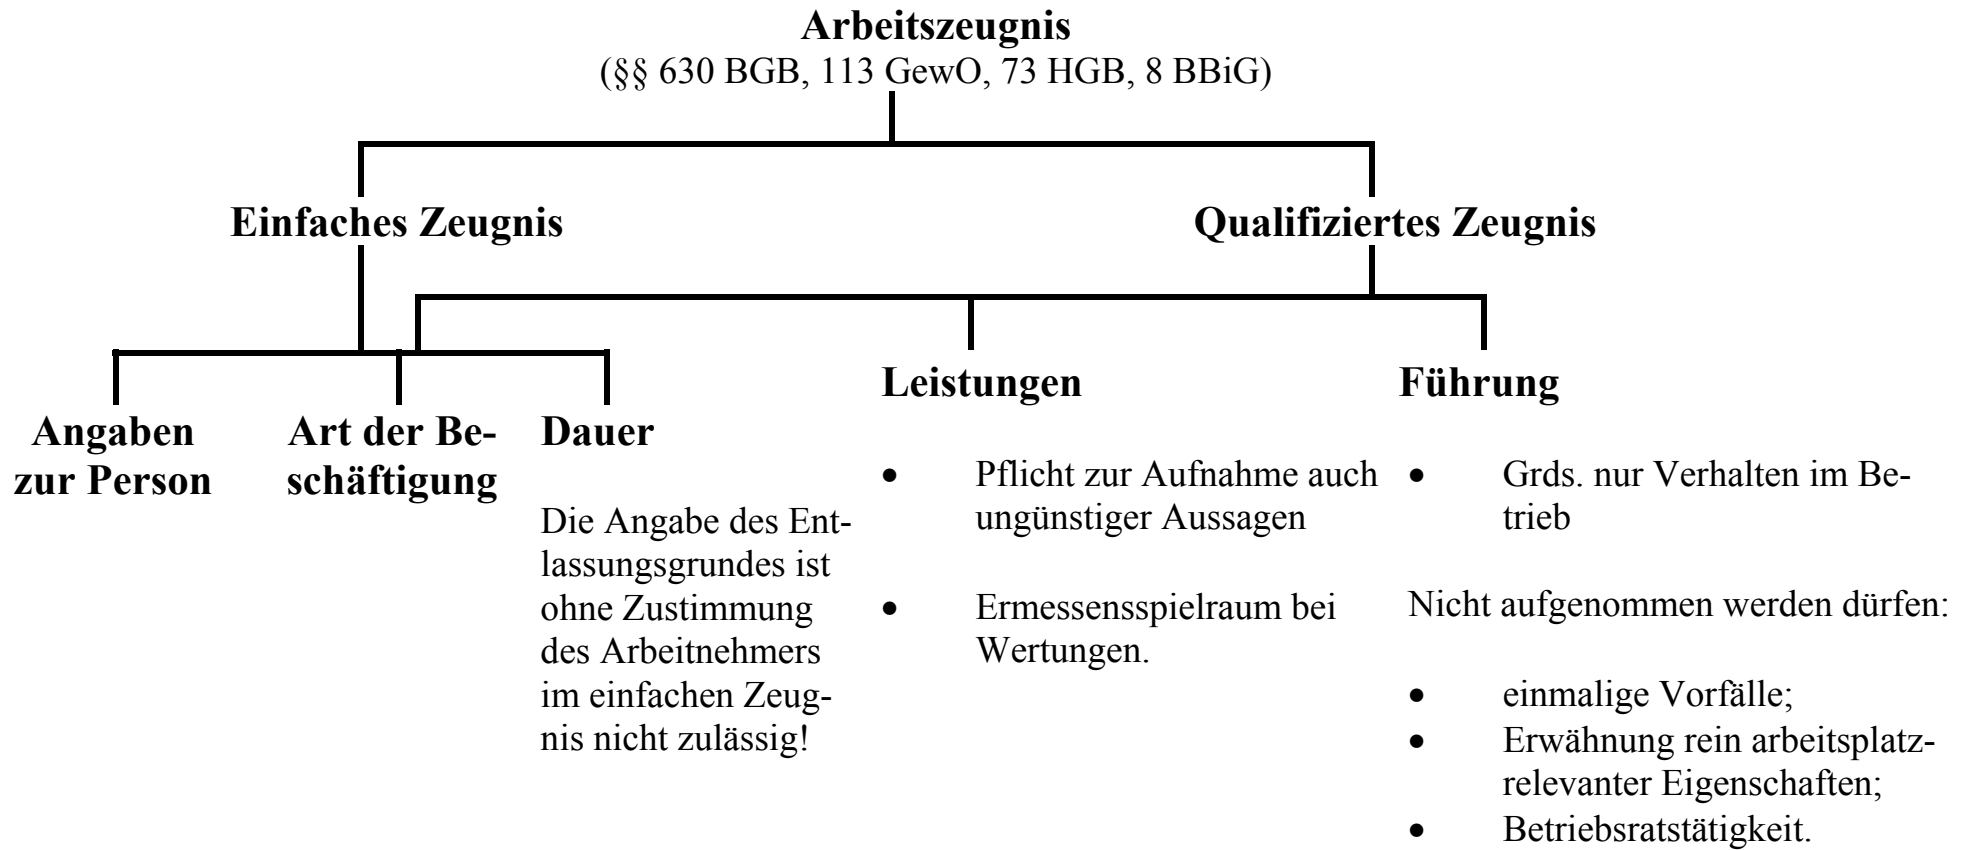 Arbeitszeugnis
(§§ 630 BGB, 113 GewO, 73 HGB, 8 BBiG)
Einfaches Zeugnis
Qualifiziertes Zeugnis
Angaben
zur Person
Art der Be-
schäftigung
Dauer
Die Angabe des Ent-
lassungsgrundes ist
ohne Zustimmung
des Arbeitnehmers
im einfachen Zeug-
nis nicht zulässig!
Leistungen
• Pflicht zur Aufnahme auch
ungünstiger Aussagen
• Ermessensspielraum bei
Wertungen.
Führung
• Grds. nur Verhalten im Be-
trieb
Nicht aufgenommen werden dürfen:
• einmalige Vorfälle;
• Erwähnung rein arbeitsplatz-
relevanter Eigenschaften;
• Betriebsratstätigkeit.